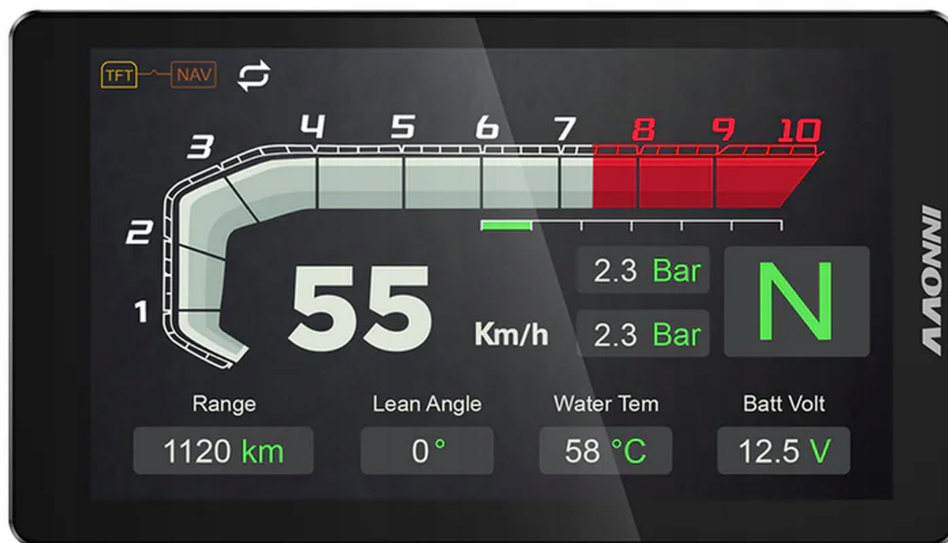 TFT NAV
1 2 3 4 5 6 7 8 9 10
55 Km/h
2.3 Bar
2.3 Bar
N
Range Lean Angle Water Tem Batt Volt
1120 km 0° 58 °C 12.5 V
INNOVV